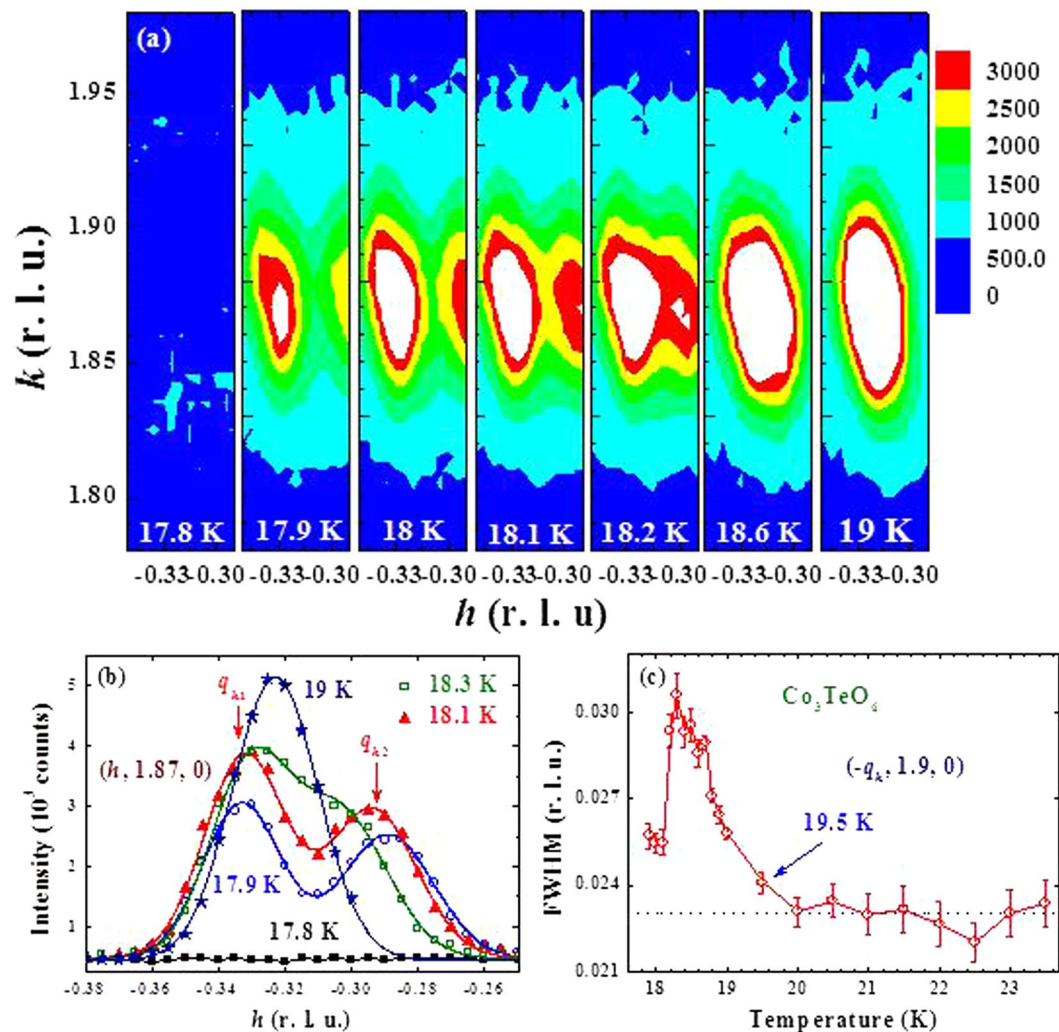 (a)
3000
2500
2000
1500
1000
500.0
0
1.95
1.90
1.85
1.80
k (r. l. u.)
17.8 K 17.9 K 18 K 18.1 K 18.2 K 18.6 K 19 K
-0.33-0.30 -0.33-0.30 -0.33-0.30 -0.33-0.30 -0.33-0.30 -0.33-0.30 -0.33-0.30
h (r. l. u)
(b)
qh1
19 K
18.3 K
18.1 K
qh2
(h, 1.87, 0)
17.9 K
17.8 K
5
4
3
2
1
Intensity (10³ counts)
-0.38 -0.36 -0.34 -0.32 -0.30 -0.28 -0.26
h (r. l. u.)
(c)
Co3TeO6
(-qh, 1.9, 0)
19.5 K
0.030
0.027
0.024
0.021
FWHM (r. l. u.)
18 19 20 21 22 23
Temperature (K)